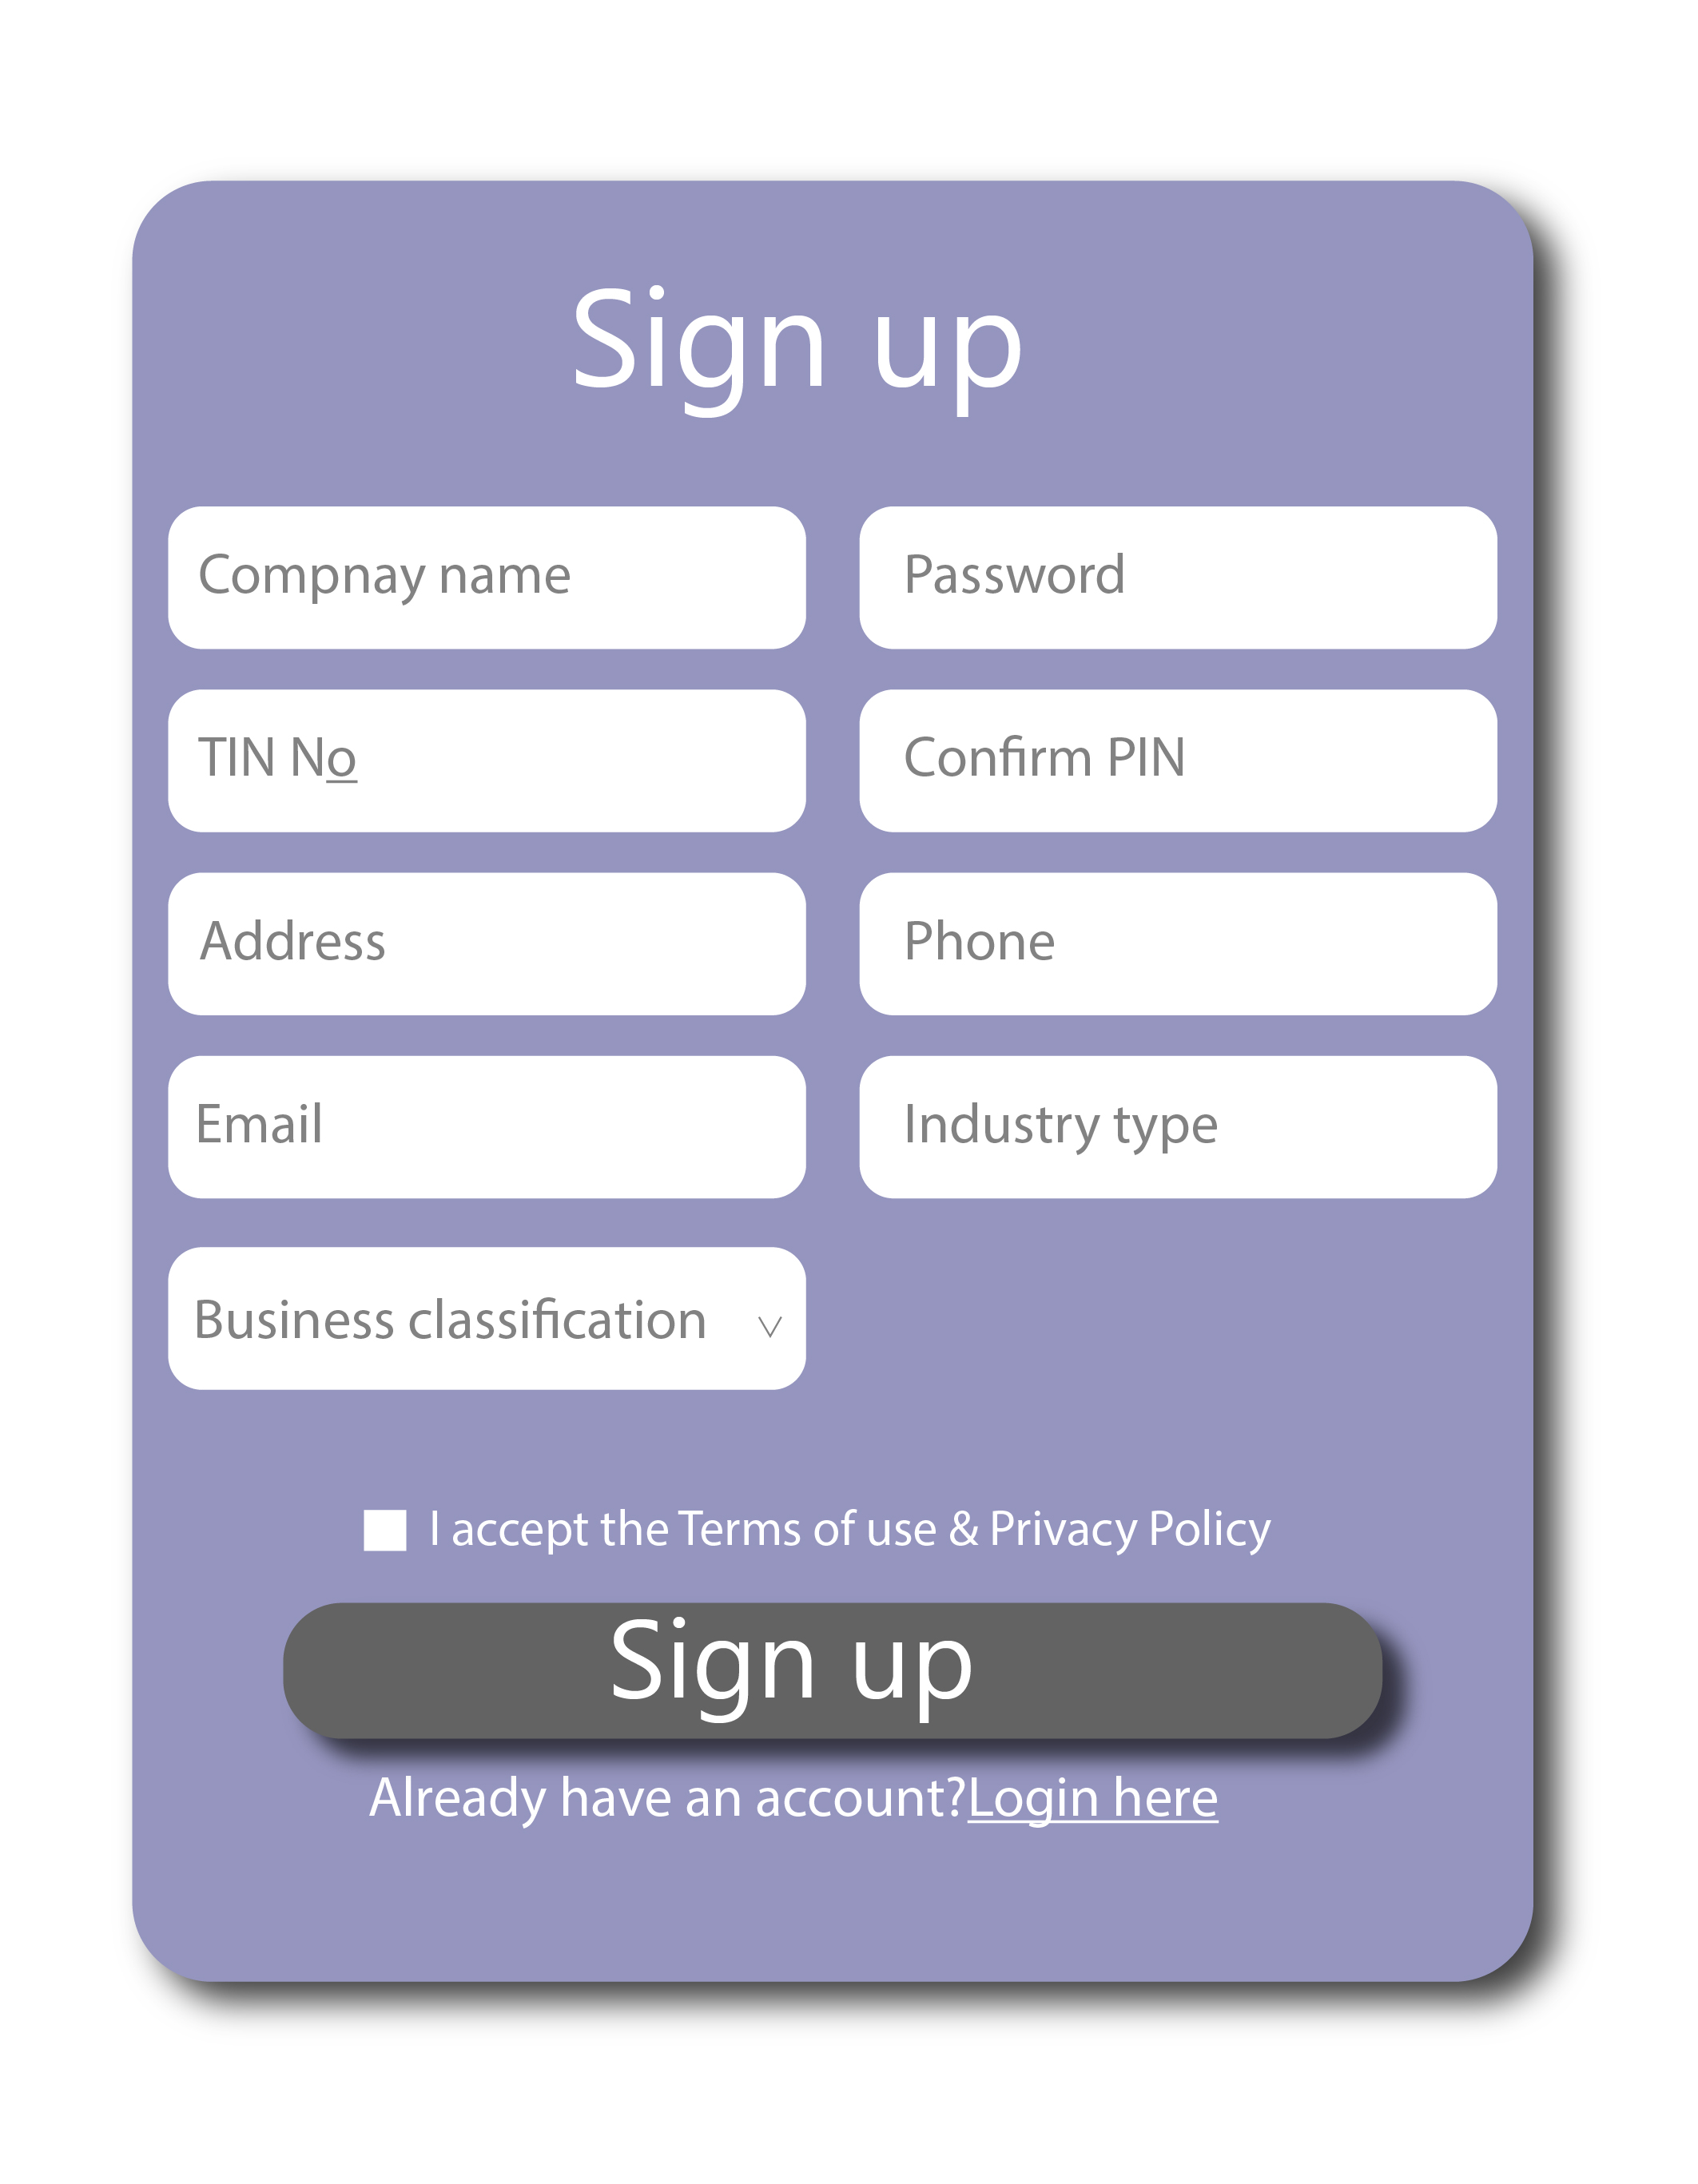 Sign up
Compnay name
Password
TIN No
Confirm PIN
Address
Phone
Email
Industry type
Business classification
I accept the Terms of use & Privacy Policy
Sign up
Already have an account?Login here